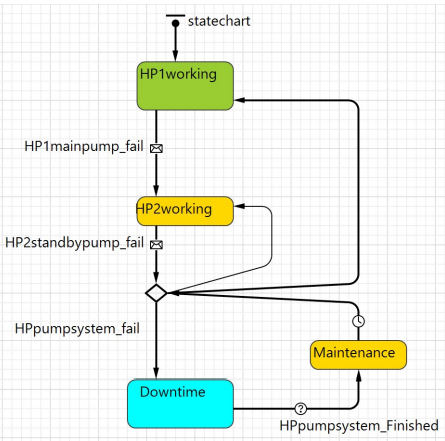 statechart
HP1working
HP1mainpump_fail
HP2working
HP2standbypump_fail
HPpumpsystem_fail
Maintenance
Downtime
?
HPpumpsystem_Finished